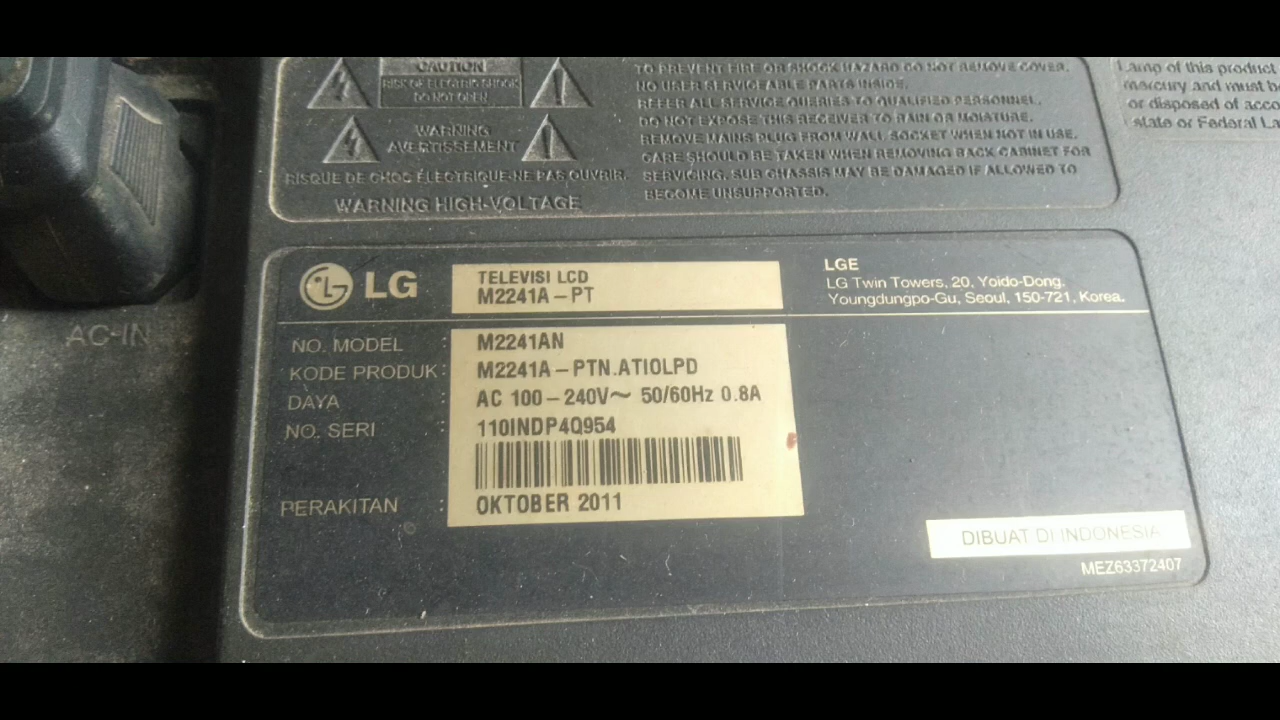 CAUTION
RISK OF ELECTRIC SHOCK
DO NOT OPEN
WARNING
AVERTISSEMENT
RISQUE DE CHOC ÉLECTRIQUE-NE PAS OUVRIR.
WARNING HIGH-VOLTAGE
TO PREVENT FIRE OR SHOCK HAZARD DO NOT REMOVE COVER.
NO USER SERVICEABLE PARTS INSIDE.
REFER ALL SERVICE QUERIES TO QUALIFIED PERSONNEL.
DO NOT EXPOSE THIS RECEIVER TO RAIN OR MOISTURE.
REMOVE MAINS PLUG FROM WALL SOCKET WHEN NOT IN USE.
CARE SHOULD BE TAKEN WHEN REMOVING BACK CABINET FOR
SERVICING. SUB CHASSIS MAY BE DAMAGED IF ALLOWED TO
BECOME UNSUPPORTED.
Lamp of this product
mercury and must be
or disposed of acco
state or Federal La
AC-IN
LG
TELEVISI LCD
M2241A-PT
LGE
LG Twin Towers, 20, Yoido-Dong,
Youngdungpo-Gu, Seoul, 150-721, Korea.
NO. MODEL : M2241AN
KODE PRODUK : M2241A-PTN.ATIOLPD
DAYA : AC 100-240V~ 50/60Hz 0.8A
NO. SERI : 110INDP4Q954
PERAKITAN : OKTOBER 2011
DIBUAT DI INDONESIA
MEZ63372407